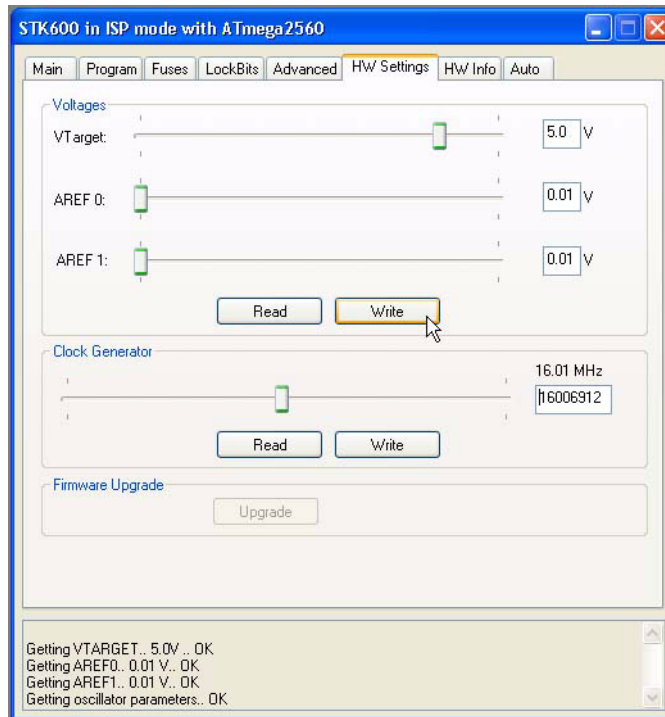 STK600 in ISP mode with ATmega2560
Main Program Fuses LockBits Advanced HW Settings HW Info Auto
Voltages
VTarget: 5.0 V
AREF 0: 0.01 V
AREF 1: 0.01 V
Read Write
Clock Generator
16.01 MHz
16006912
Read Write
Firmware Upgrade
Upgrade
Getting VTARGET.. 5.0V .. OK
Getting AREF0.. 0.01 V.. OK
Getting AREF1.. 0.01 V.. OK
Getting oscillator parameters.. OK